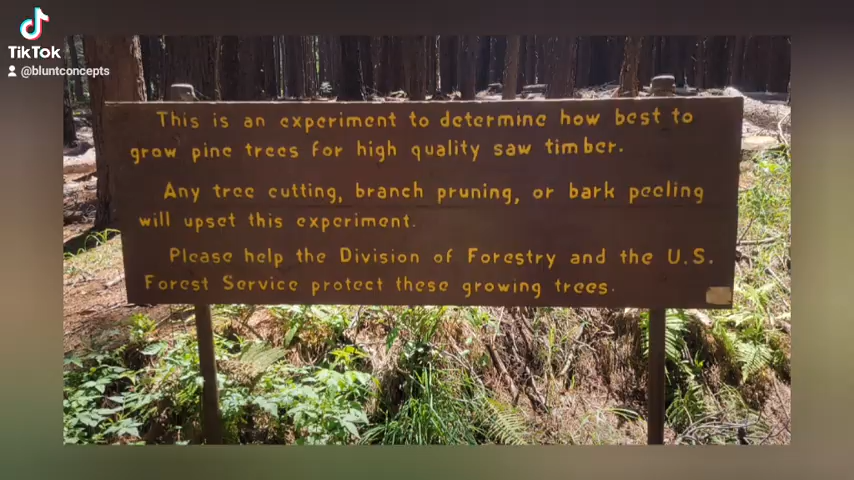 TikTok
@bluntconcepts
This is an experiment to determine how best to
grow pine trees for high quality saw timber.
Any tree cutting, branch pruning, or bark peeling
will upset this experiment.
Please help the Division of Forestry and the U.S.
Forest Service protect these growing trees.